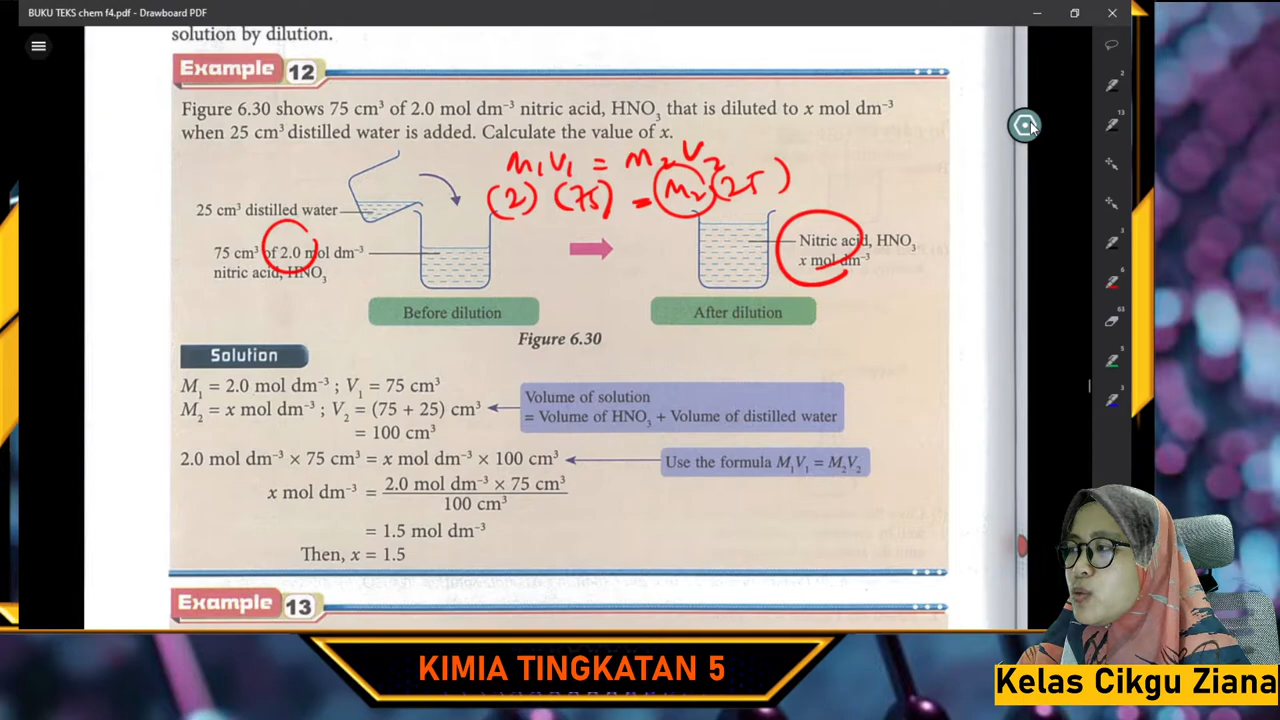 BUKU TEKS chem f4.pdf - Drawboard PDF
solution by dilution.
Example 12
Figure 6.30 shows 75 cm³ of 2.0 mol dm⁻³ nitric acid, HNO₃ that is diluted to x mol dm⁻³
when 25 cm³ distilled water is added. Calculate the value of x.
M₁V₁ = M₂V₂
(2) (75) = M₂ (25)
25 cm³ distilled water
75 cm³ of 2.0 mol dm⁻³
nitric acid, HNO₃
Nitric acid, HNO₃
x mol dm⁻³
Before dilution
After dilution
Figure 6.30
Solution
M₁ = 2.0 mol dm⁻³ ; V₁ = 75 cm³
M₂ = x mol dm⁻³ ; V₂ = (75 + 25) cm³
= 100 cm³
Volume of solution
= Volume of HNO₃ + Volume of distilled water
2.0 mol dm⁻³ × 75 cm³ = x mol dm⁻³ × 100 cm³
Use the formula M₁V₁ = M₂V₂
x mol dm⁻³ = 2.0 mol dm⁻³ × 75 cm³
100 cm³
= 1.5 mol dm⁻³
Then, x = 1.5
Example 13
2
13
3
6
63
5
3
KIMIA TINGKATAN 5
Kelas Cikgu Ziana